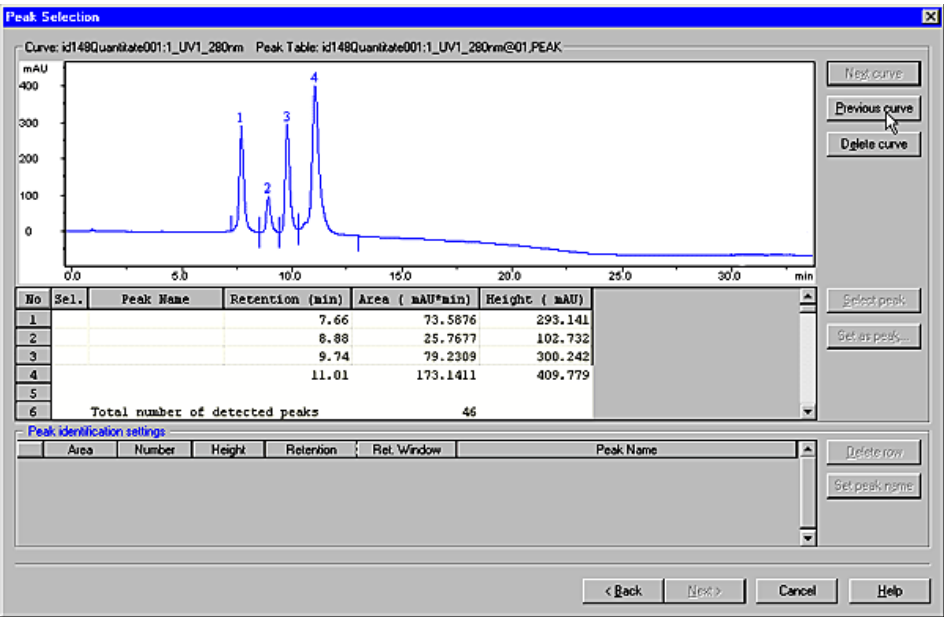 Peak Selection
Curve: id148Quantitate001:1_UV1_280nm Peak Table: id148Quantitate001:1_UV1_280nm@01,PEAK
mAU
400
300
200
100
0
1
2
3
4
0.0 5.0 10.0 15.0 20.0 25.0 30.0 min
Next curve
Previous curve
Delete curve
No Sel. Peak Name Retention (min) Area ( mAU*min) Height ( mAU)
1 7.66 73.5876 293.141
2 8.88 25.7677 102.732
3 9.74 79.2309 300.242
4 11.01 173.1411 409.779
5
6 Total number of detected peaks 46
Select peak
Set as peak...
Peak identification settings
Area Number Height Retention Ret. Window Peak Name
Delete row
Set peak name
< Back Next > Cancel Help